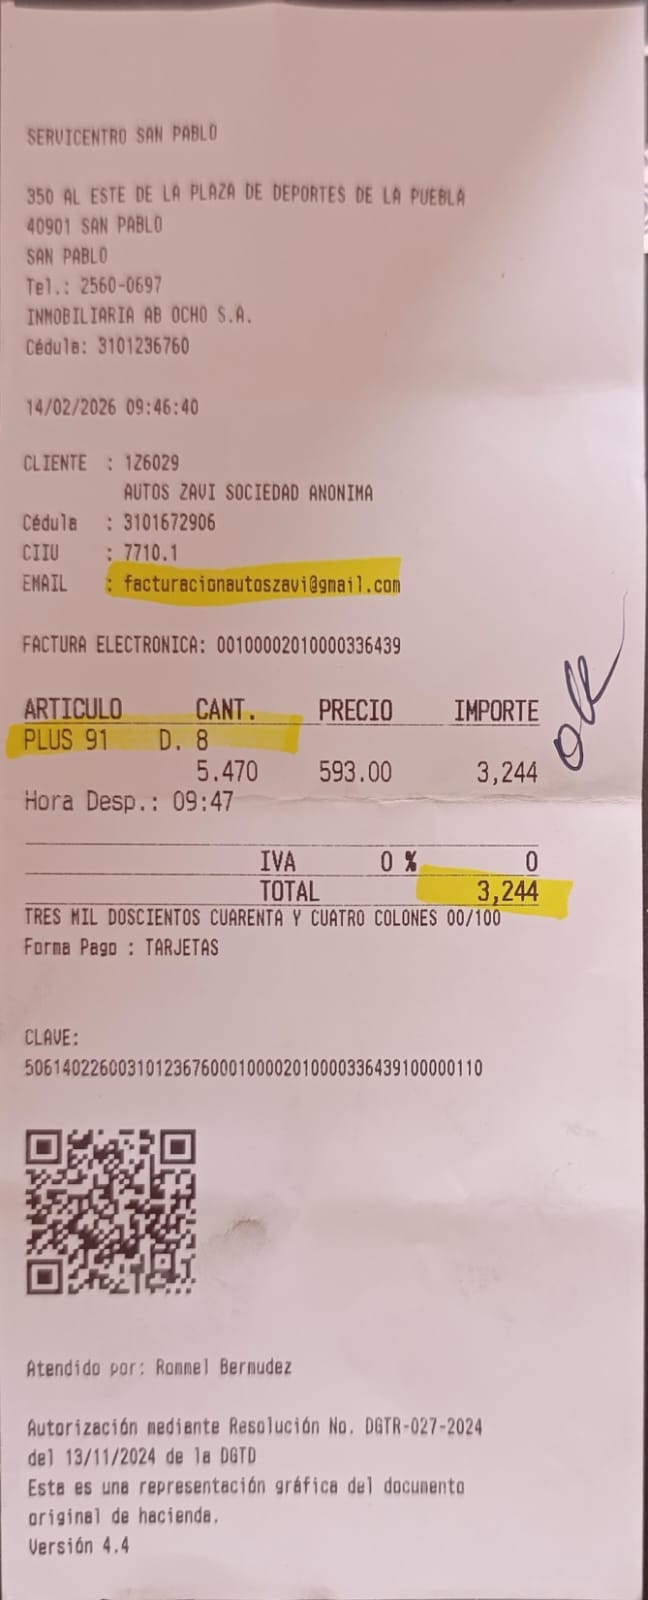 SERVICENTRO SAN PABLO
350 AL ESTE DE LA PLAZA DE DEPORTES DE LA PUEBLA
40901 SAN PABLO
SAN PABLO
Tel.: 2560-0697
INMOBILIARIA AB OCHO S.A.
Cédula: 3101236760
14/02/2026 09:46:40
CLIENTE : 126029
AUTOS ZAVI SOCIEDAD ANONIMA
Cédula : 3101672906
CIIU : 7710.1
EMAIL : facturacionautoszavi@gmail.com
FACTURA ELECTRONICA: 00100002010000336439
ARTICULO CANT. PRECIO IMPORTE
PLUS 91 D. 8
5.470 593.00 3,244
Hora Desp.: 09:47
IVA 0 % 0
TOTAL 3,244
TRES MIL DOSCIENTOS CUARENTA Y CUATRO COLONES 00/100
Forma Pago : TARJETAS
CLAVE:
50614022600310123676000100002010000336439100000110
Atendido por: Rommel Bermudez
Autorización mediante Resolución No. DGTR-027-2024
del 13/11/2024 de la DGTD
Esta es una representación gráfica del documento
original de hacienda.
Versión 4.4